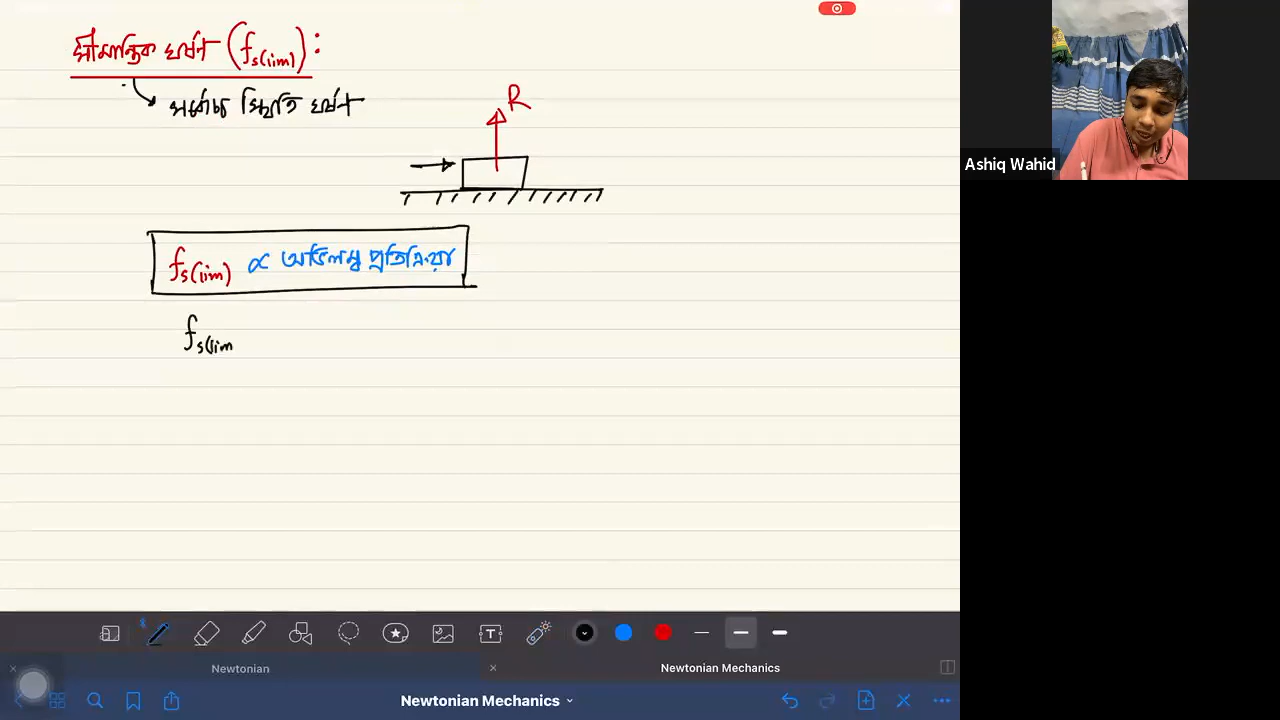 সীমান্তিক ঘর্ষণ (fs(lim)) :
সর্বোচ্চ স্থিতি ঘর্ষণ
R
fs(lim) ∝ অভিলম্ব প্রতিক্রিয়া
fs(lim
Ashiq Wahid
T
Newtonian
Newtonian Mechanics
Newtonian Mechanics